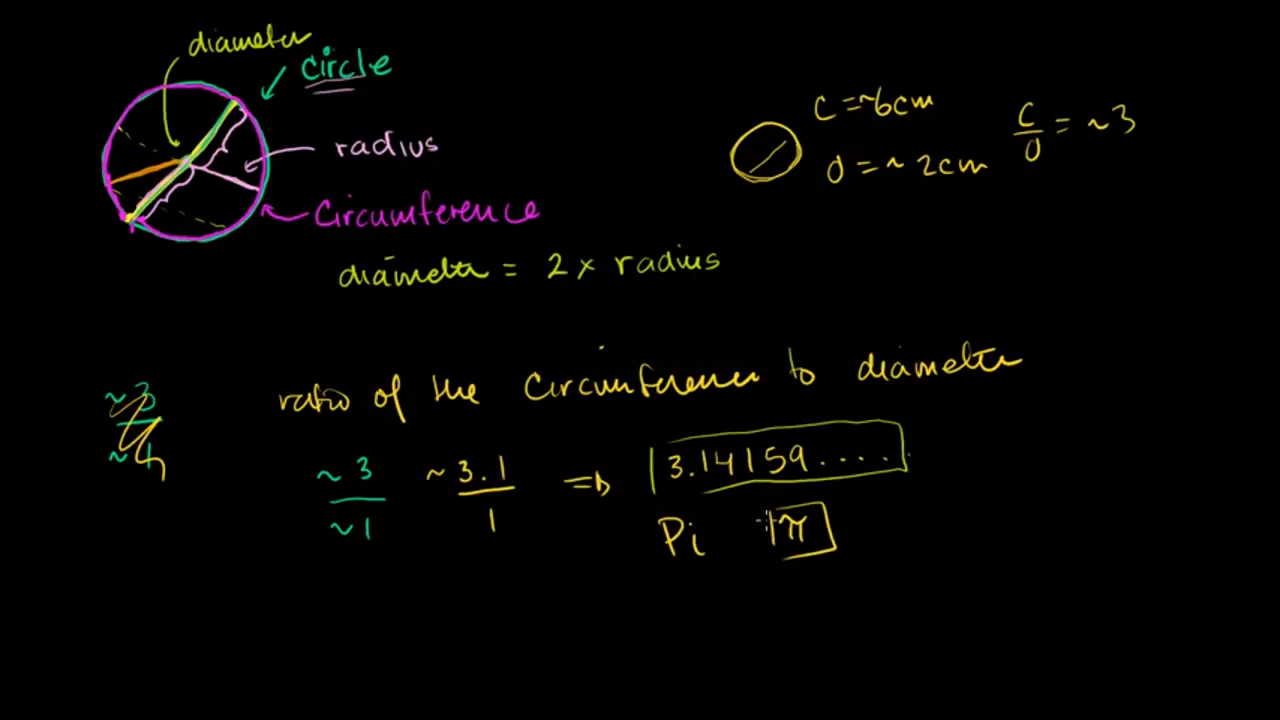 diameter
circle
radius
Circumference
diameter = 2 × radius
C = ~6cm
D = ~ 2cm
C/D = ~3
ratio of the Circumference to diameter
~3
~4
~ 3 / ~ 1
~ 3.1 / 1
⇒ 3.14159....
Pi π